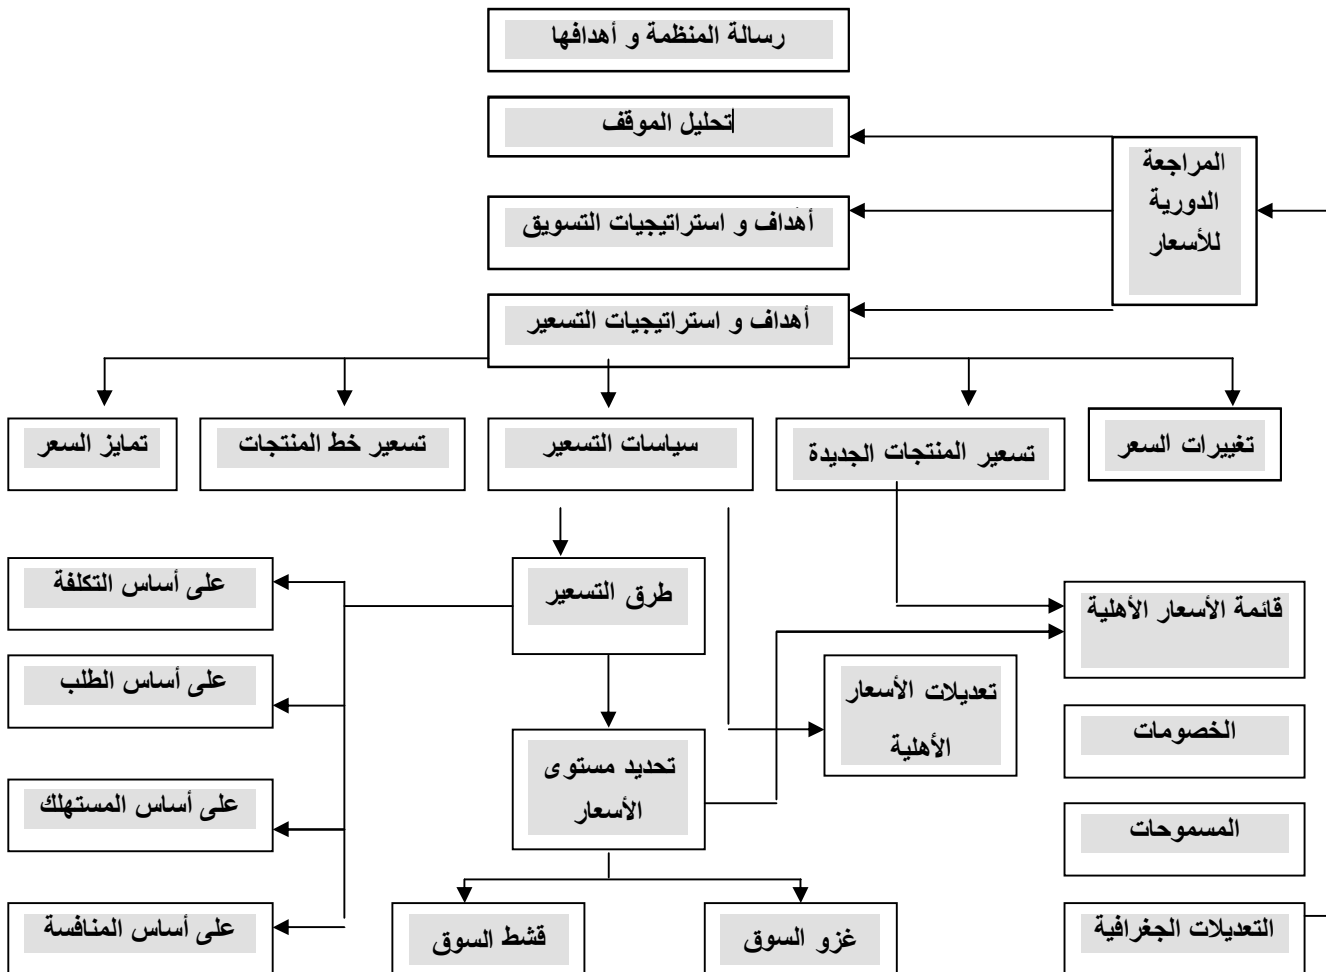 رسالة المنظمة و أهدافها
تحليل الموقف
المراجعة
الدورية
للأسعار
أهداف و استراتيجيات التسويق
أهداف و استراتيجيات التسعير
تغييرات السعر
تسعير المنتجات الجديدة
سياسات التسعير
تسعير خط المنتجات
تمايز السعر
قائمة الأسعار الأهلية
طرق التسعير
على أساس التكلفة
تعديلات الأسعار
الأهلية
على أساس الطلب
الخصومات
تحديد مستوى
الأسعار
على أساس المستهلك
المسموحات
التعديلات الجغرافية
غزو السوق
قشط السوق
على أساس المنافسة